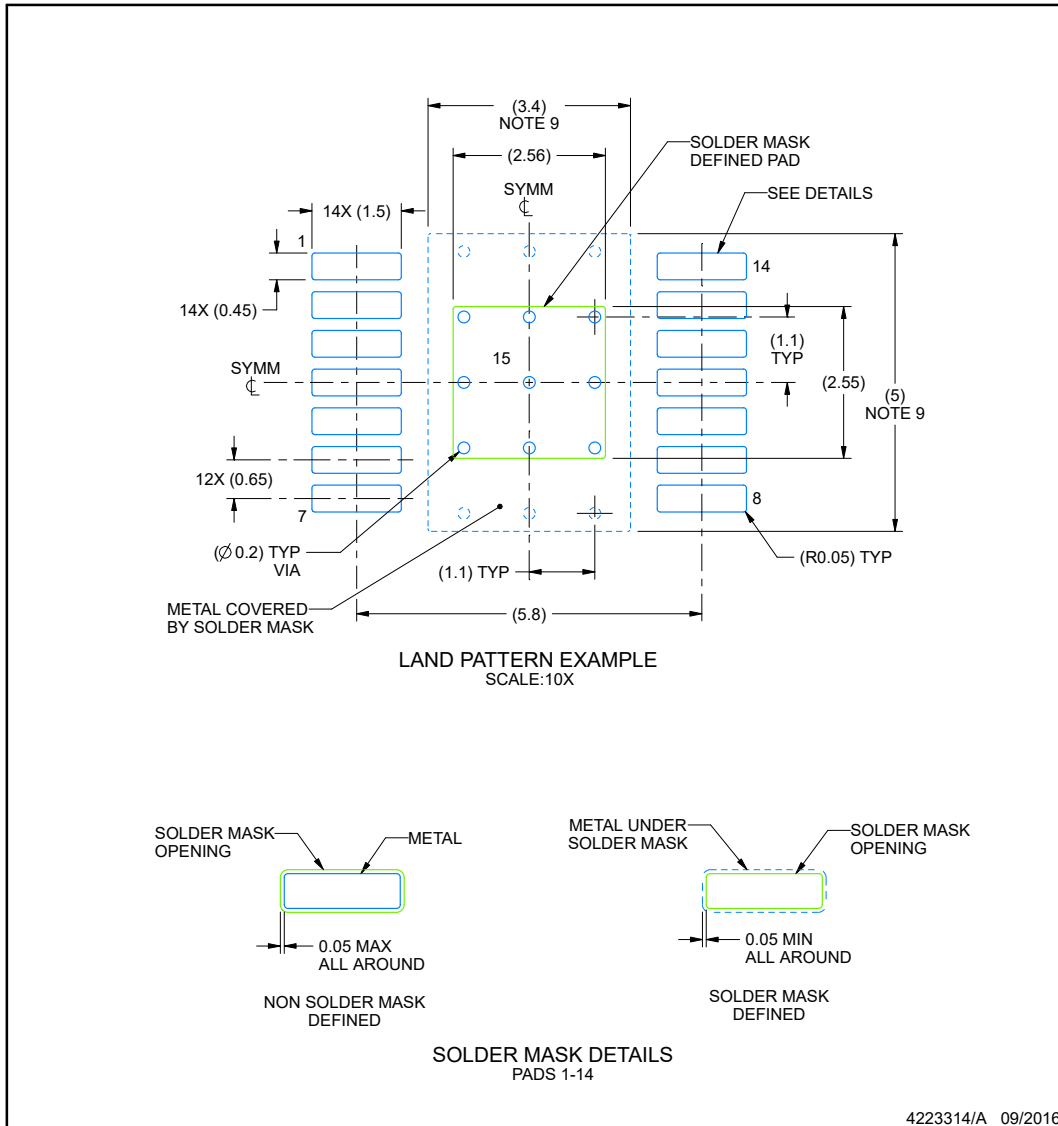 (3.4)
NOTE 9
SOLDER MASK
DEFINED PAD
(2.56)
SYMM
℄
SEE DETAILS
14X (1.5)
1
14
14X (0.45)
(1.1)
TYP
15
SYMM
℄
(2.55)
(5)
NOTE 9
12X (0.65)
7
8
(Ø 0.2) TYP
VIA
(1.1) TYP
(R0.05) TYP
METAL COVERED
BY SOLDER MASK
(5.8)
LAND PATTERN EXAMPLE
SCALE:10X
SOLDER MASK
OPENING
METAL
0.05 MAX
ALL AROUND
NON SOLDER MASK
DEFINED
METAL UNDER
SOLDER MASK
SOLDER MASK
OPENING
0.05 MIN
ALL AROUND
SOLDER MASK
DEFINED
SOLDER MASK DETAILS
PADS 1-14
4223314/A 09/2016